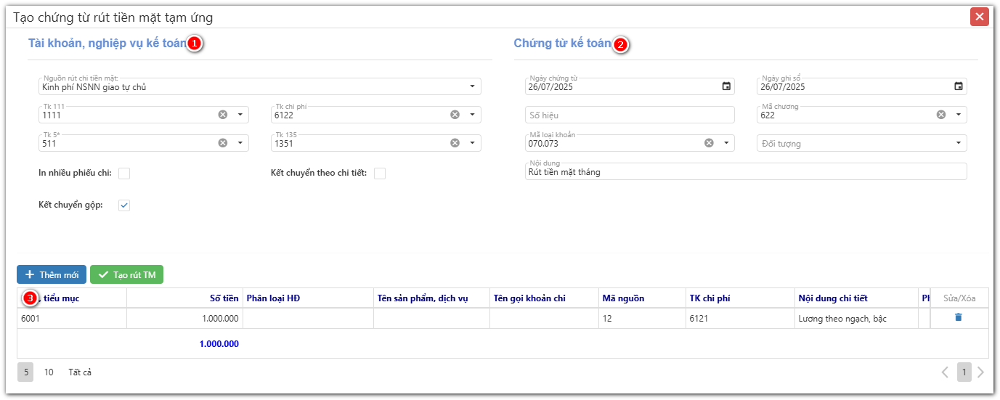 Tạo chứng từ rút tiền mặt tạm ứng
Tài khoản, nghiệp vụ kế toán 1
Chứng từ kế toán 2
Nguồn rút chi tiền mặt:
Kinh phí NSNN giao tự chủ
Ngày chứng từ
26/07/2025
Ngày ghi sổ
26/07/2025
Tk 111
1111
Tk chi phí
6122
Số hiệu
Mã chương
622
Tk 5*
511
Tk 135
1351
Mã loại khoản
070.073
Đối tượng
In nhiều phiếu chi:
Kết chuyển theo chi tiết:
Nội dung
Rút tiền mặt tháng
Kết chuyển gộp:
Thêm mới
Tạo rút TM
3 , tiểu mục Số tiền Phân loại HĐ Tên sản phẩm, dịch vụ Tên gọi khoản chi Mã nguồn TK chi phí Nội dung chi tiết Sửa/Xóa
6001 1.000.000 12 6121 Lương theo ngạch, bậc
1.000.000
5 10 Tất cả 1